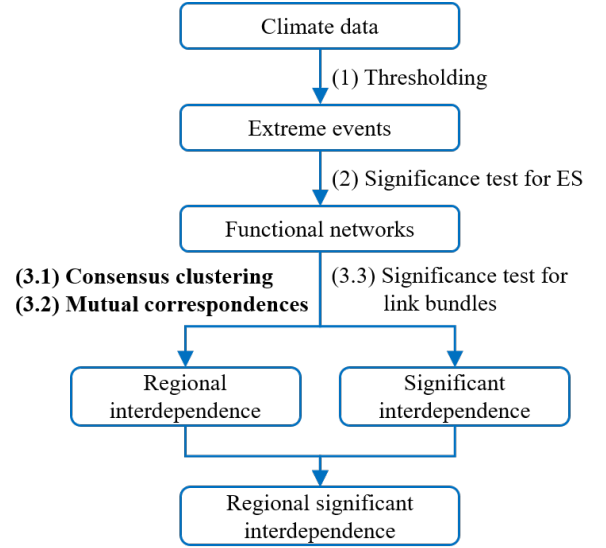 Climate data
(1) Thresholding
Extreme events
(2) Significance test for ES
Functional networks
(3.1) Consensus clustering
(3.2) Mutual correspondences
(3.3) Significance test for
link bundles
Regional
interdependence
Significant
interdependence
Regional significant
interdependence